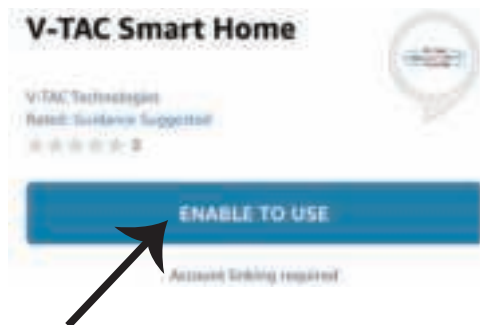 V-TAC Smart Home
V-TAC Technologies
Rated: Guidance Suggested
ENABLE TO USE
Account linking required